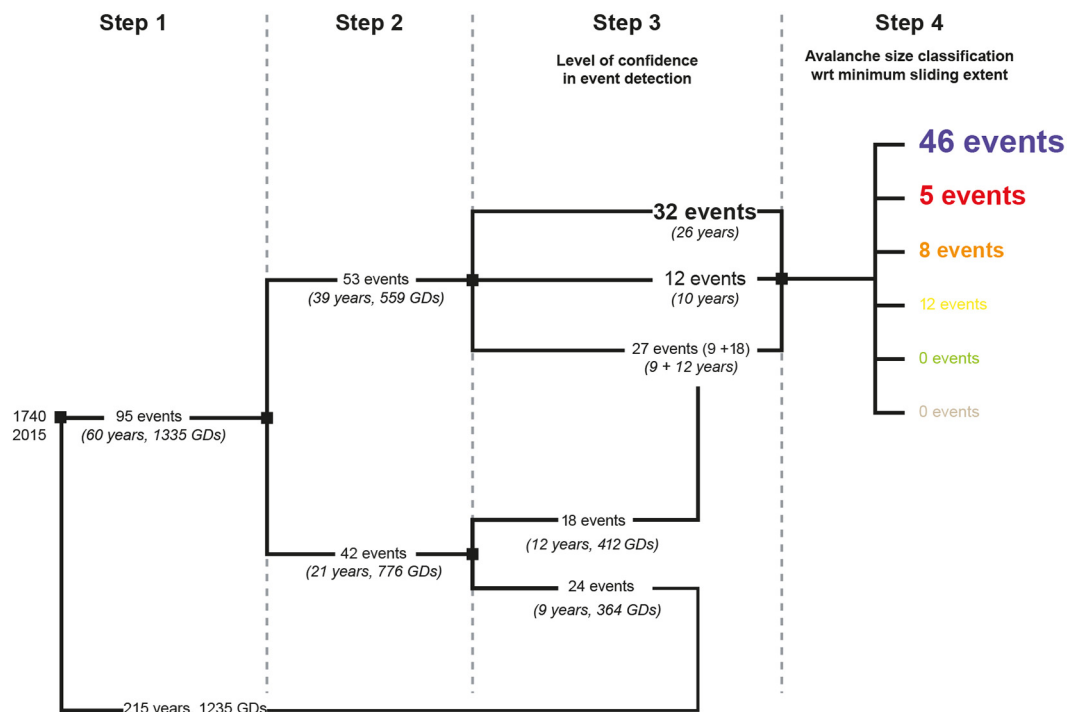 Step 1
Step 2
Step 3
Step 4
Level of confidence
in event detection
Avalanche size classification
wrt minimum sliding extent
46 events
5 events
32 events
(26 years)
8 events
53 events
(39 years, 559 GDs)
12 events
(10 years)
12 events
27 events (9 +18)
(9 + 12 years)
0 events
0 events
1740
2015
95 events
(60 years, 1335 GDs)
18 events
(12 years, 412 GDs)
42 events
(21 years, 776 GDs)
24 events
(9 years, 364 GDs)
215 years, 1235 GDs